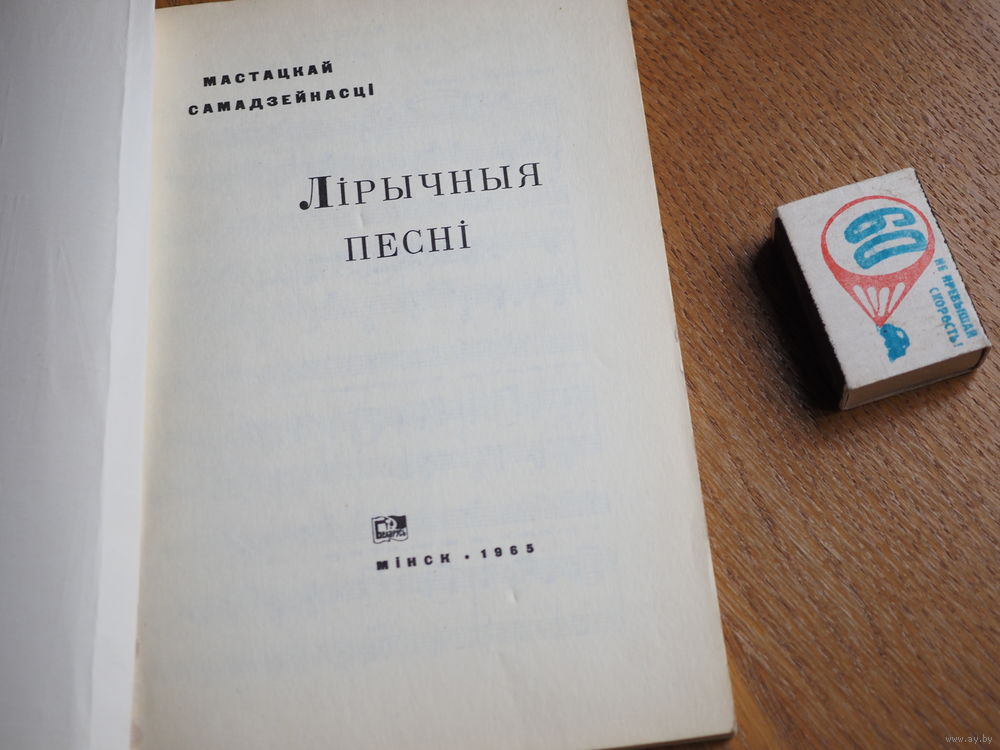 МАСТАЦКАЙ
САМАДЗЕЙНАСЦІ
ЛІРЫЧНЫЯ
ПЕСНІ
БЕЛАРУСЬ
МІНСК • 1965
60
НЕ ПРЕВЫШАЙ
СКОРОСТЬ!
www.ay.by